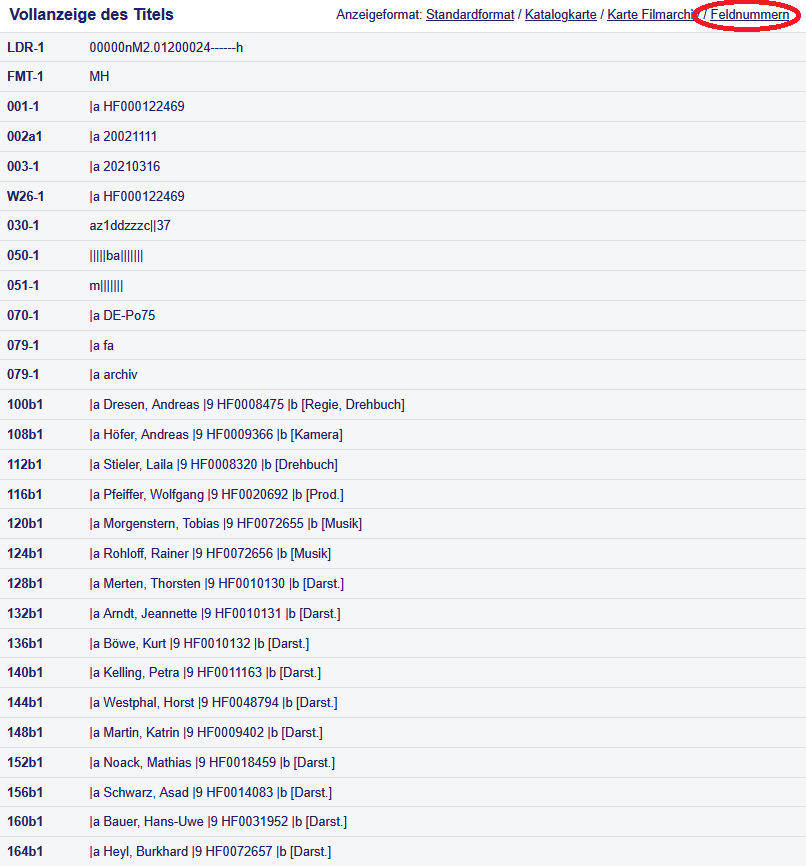 Vollanzeige des Titels Anzeigeformat: Standardformat / Katalogkarte / Karte Filmarchiv / Feldnummern
LDR-1 00000nM2.01200024------h
FMT-1 MH
001-1 |a HF000122469
002a1 |a 20021111
003-1 |a 20210316
W26-1 |a HF000122469
030-1 az1ddzzzc||37
050-1 |||||ba|||||||
051-1 m|||||||
070-1 |a DE-Po75
079-1 |a fa
079-1 |a archiv
100b1 |a Dresen, Andreas |9 HF0008475 |b [Regie, Drehbuch]
108b1 |a Höfer, Andreas |9 HF0009366 |b [Kamera]
112b1 |a Stieler, Laila |9 HF0008320 |b [Drehbuch]
116b1 |a Pfeiffer, Wolfgang |9 HF0020692 |b [Prod.]
120b1 |a Morgenstern, Tobias |9 HF0072655 |b [Musik]
124b1 |a Rohloff, Rainer |9 HF0072656 |b [Musik]
128b1 |a Merten, Thorsten |9 HF0010130 |b [Darst.]
132b1 |a Arndt, Jeannette |9 HF0010131 |b [Darst.]
136b1 |a Böwe, Kurt |9 HF0010132 |b [Darst.]
140b1 |a Kelling, Petra |9 HF0011163 |b [Darst.]
144b1 |a Westphal, Horst |9 HF0048794 |b [Darst.]
148b1 |a Martin, Katrin |9 HF0009402 |b [Darst.]
152b1 |a Noack, Mathias |9 HF0018459 |b [Darst.]
156b1 |a Schwarz, Asad |9 HF0014083 |b [Darst.]
160b1 |a Bauer, Hans-Uwe |9 HF0031952 |b [Darst.]
164b1 |a Heyl, Burkhard |9 HF0072657 |b [Darst.]